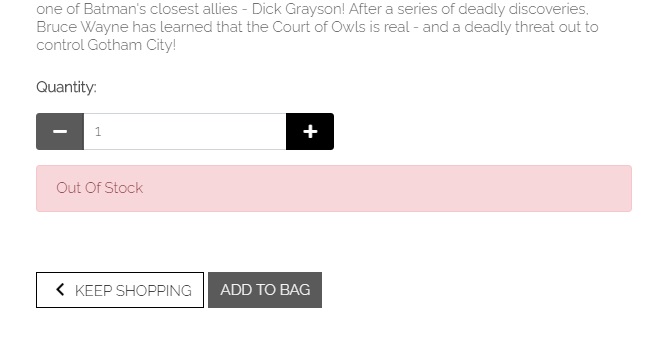 one of Batman's closest allies - Dick Grayson! After a series of deadly discoveries,
Bruce Wayne has learned that the Court of Owls is real - and a deadly threat out to
control Gotham City!
Quantity:
1
Out Of Stock
KEEP SHOPPING ADD TO BAG